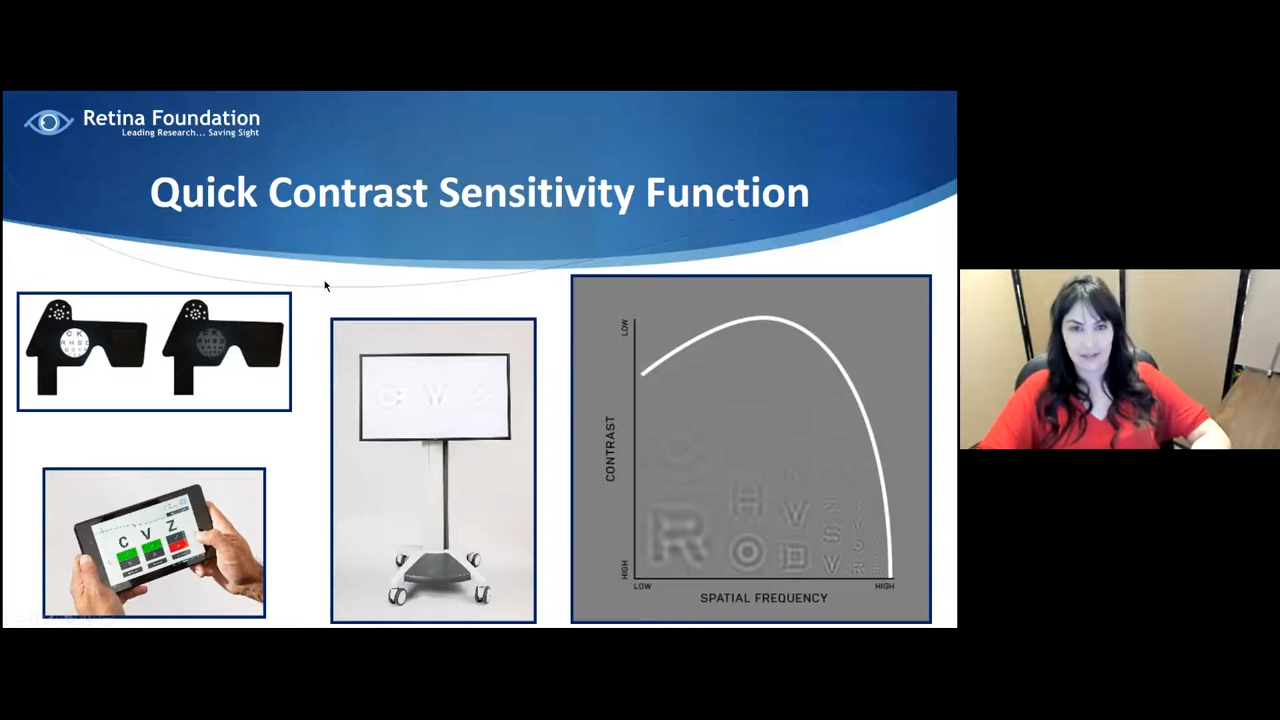 Retina Foundation
Leading Research... Saving Sight
Quick Contrast Sensitivity Function
C K
R H S D
C V Z
C V Z
LOW
CONTRAST
HIGH
R
H
V
O
D
S
V
R
LOW
HIGH
SPATIAL FREQUENCY